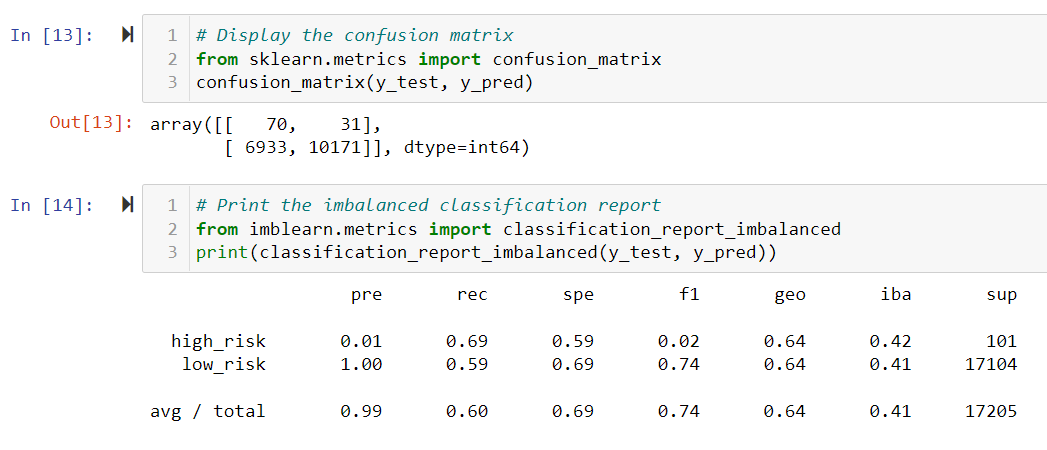 In [13]:
1 # Display the confusion matrix
2 from sklearn.metrics import confusion_matrix
3 confusion_matrix(y_test, y_pred)
Out[13]: array([[   70,    31],
       [ 6933, 10171]], dtype=int64)
In [14]:
1 # Print the imbalanced classification report
2 from imblearn.metrics import classification_report_imbalanced
3 print(classification_report_imbalanced(y_test, y_pred))
pre rec spe f1 geo iba sup
high_risk 0.01 0.69 0.59 0.02 0.64 0.42 101
low_risk 1.00 0.59 0.69 0.74 0.64 0.41 17104
avg / total 0.99 0.60 0.69 0.74 0.64 0.41 17205